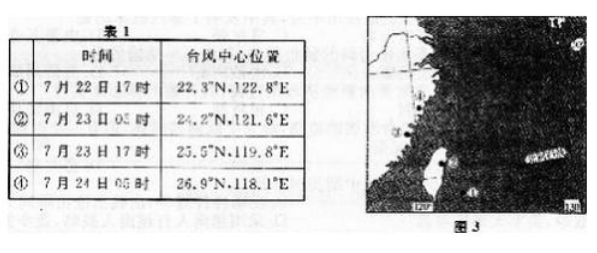 表1
时间 台风中心位置
① 7月22日17时 22.3°N,122.8°E
② 7月23日05时 24.2°N,121.6°E
③ 7月23日17时 25.5°N,119.8°E
④ 7月24日05时 26.9°N,118.1°E
120°
130°
图3